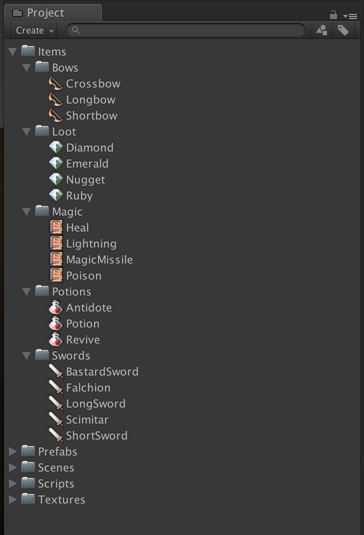 Project
Create
Items
Bows
Crossbow
Longbow
Shortbow
Loot
Diamond
Emerald
Nugget
Ruby
Magic
Heal
Lightning
MagicMissile
Poison
Potions
Antidote
Potion
Revive
Swords
BastardSword
Falchion
LongSword
Scimitar
ShortSword
Prefabs
Scenes
Scripts
Textures